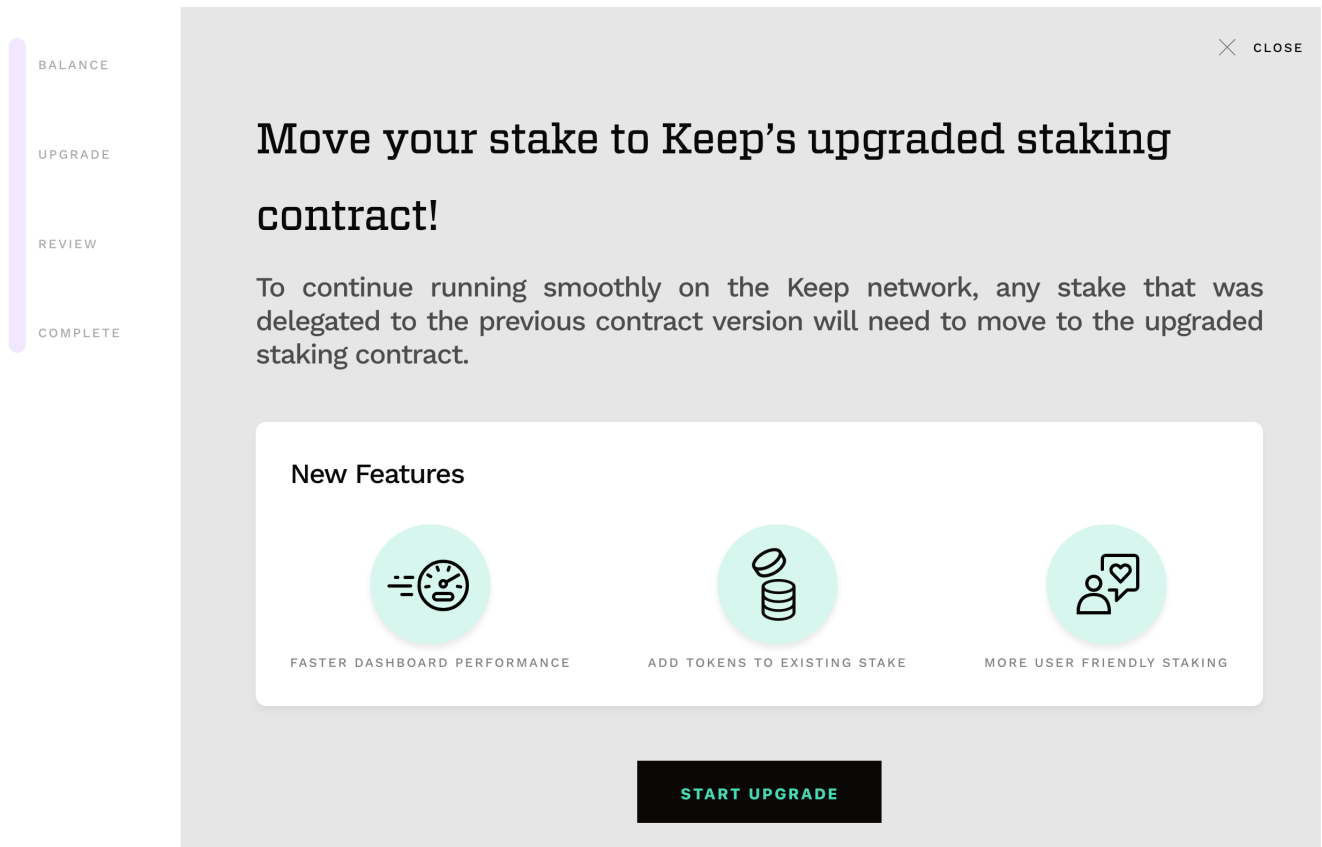 BALANCE
UPGRADE
REVIEW
COMPLETE
CLOSE
Move your stake to Keep’s upgraded staking
contract!
To continue running smoothly on the Keep network, any stake that was
delegated to the previous contract version will need to move to the upgraded
staking contract.
New Features
FASTER DASHBOARD PERFORMANCE
ADD TOKENS TO EXISTING STAKE
MORE USER FRIENDLY STAKING
START UPGRADE